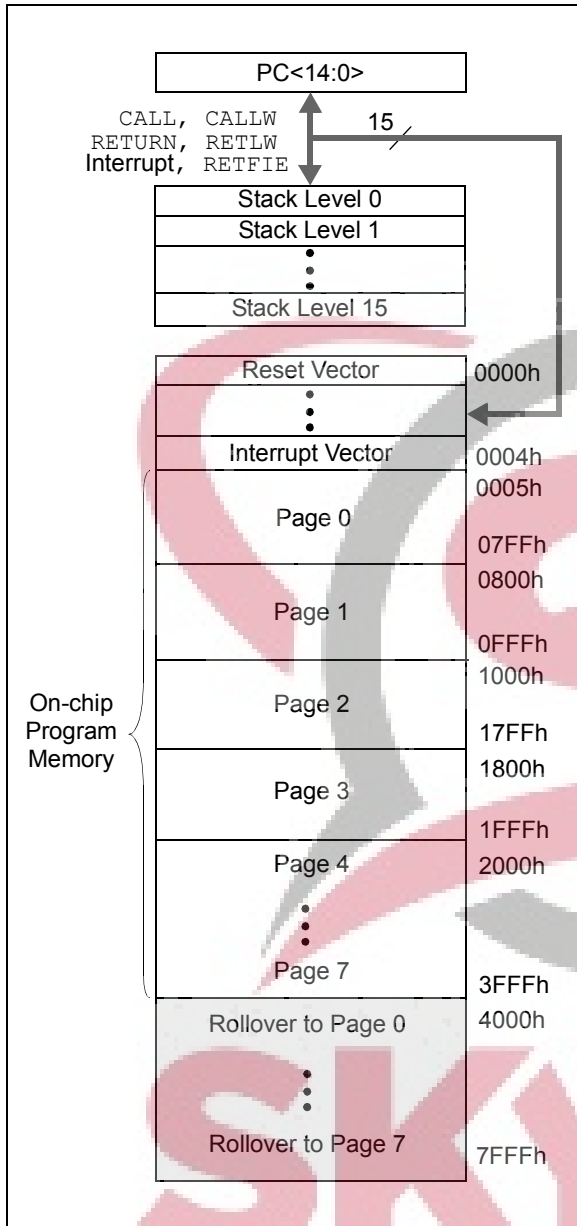 PC<14:0>
CALL, CALLW
RETURN, RETLW
Interrupt, RETFIE
15
Stack Level 0
Stack Level 1
Stack Level 15
Reset Vector
0000h
Interrupt Vector
0004h
0005h
Page 0
07FFh
0800h
Page 1
0FFFh
1000h
Page 2
17FFh
1800h
Page 3
1FFFh
On-chip
Program
Memory
Page 4
2000h
Page 7
3FFFh
Rollover to Page 0
4000h
Rollover to Page 7
7FFFh
SKY